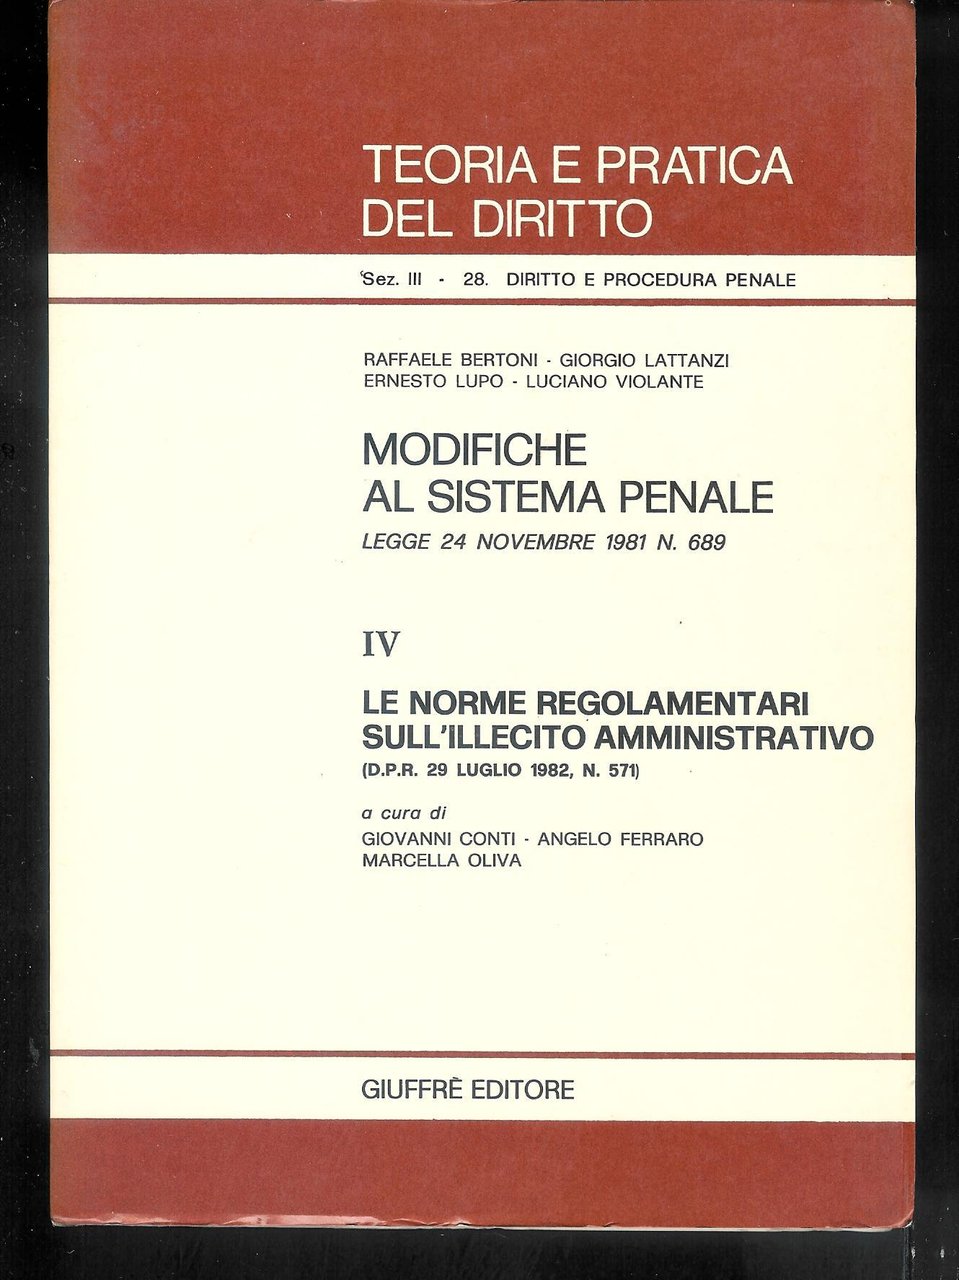 TEORIA E PRATICA
DEL DIRITTO
Sez. III - 28. DIRITTO E PROCEDURA PENALE
RAFFAELE BERTONI - GIORGIO LATTANZI
ERNESTO LUPO - LUCIANO VIOLANTE
MODIFICHE
AL SISTEMA PENALE
LEGGE 24 NOVEMBRE 1981 N. 689
IV
LE NORME REGOLAMENTARI
SULL'ILLECITO AMMINISTRATIVO
(D.P.R. 29 LUGLIO 1982, N. 571)
a cura di
GIOVANNI CONTI - ANGELO FERRARO
MARCELLA OLIVA
GIUFFRÈ EDITORE